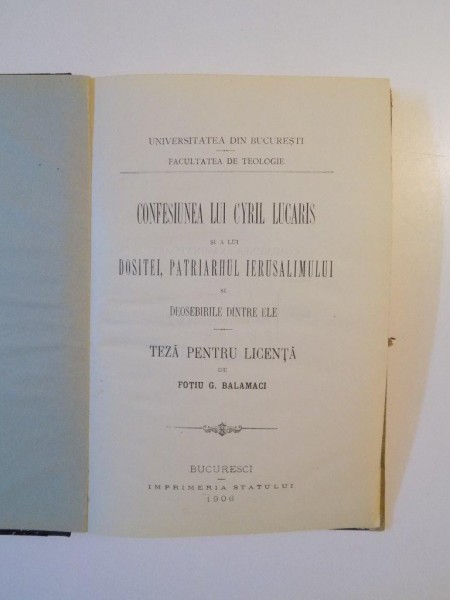 UNIVERSITATEA DIN BUCUREȘTI
FACULTATEA DE TEOLOGIE
CONFESIUNEA LUI CYRIL LUCARIS
ȘI A LUI
DOSITEI, PATRIARHUL IERUSALIMULUI
ȘI
DEOSEBIRILE DINTRE ELE
TEZĂ PENTRU LICENȚĂ
DE
FOȚIU G. BALAMACI
BUCURESCI
IMPRIMERIA STATULUI
1906